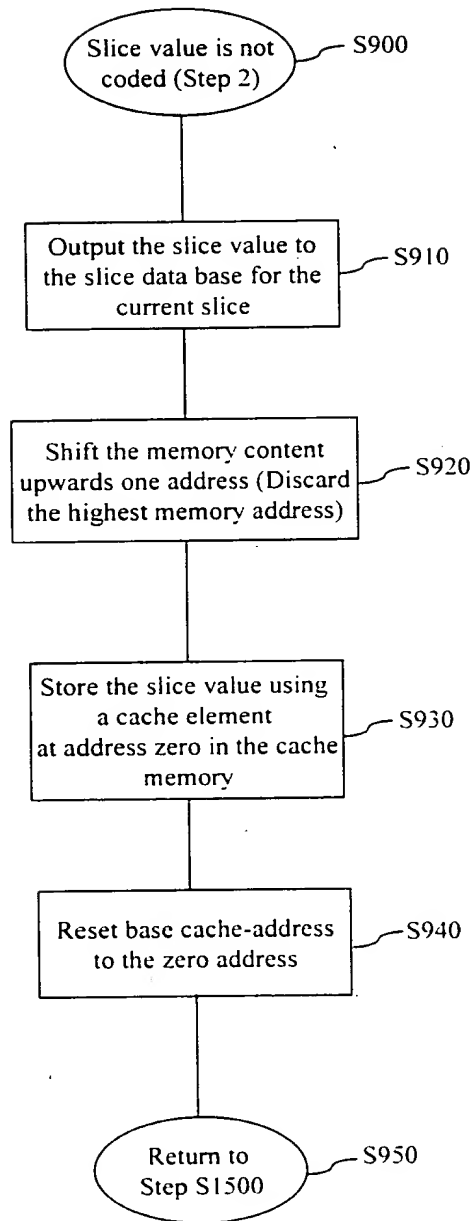 Slice value is not
coded (Step 2)
S900
Output the slice value to
the slice data base for the
current slice
S910
Shift the memory content
upwards one address (Discard
the highest memory address)
S920
Store the slice value using
a cache element
at address zero in the cache
memory
S930
Reset base cache-address
to the zero address
S940
Return to
Step S1500
S950